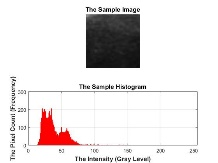 The Sample Image
The Sample Histogram
The Pixel Count (Frequency)
300
200
100
0
0
50
100
150
200
250
The Intensity (Gray Level)